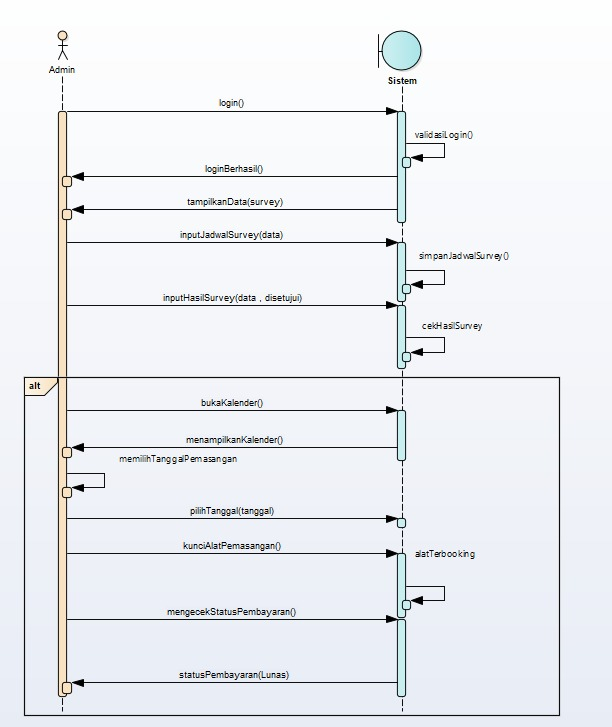 Admin
Sistem
login()
validasiLogin()
loginBerhasil()
tampilkanData(survey)
inputJadwalSurvey(data)
simpanJadwalSurvey()
inputHasilSurvey(data , disetujui)
cekHasilSurvey
alt
bukaKalender()
menampilkanKalender()
memilihTanggalPemasangan
pilihTanggal(tanggal)
kunciAlatPemasangan()
alatTerbooking
mengecekStatusPembayaran()
statusPembayaran(Lunas)